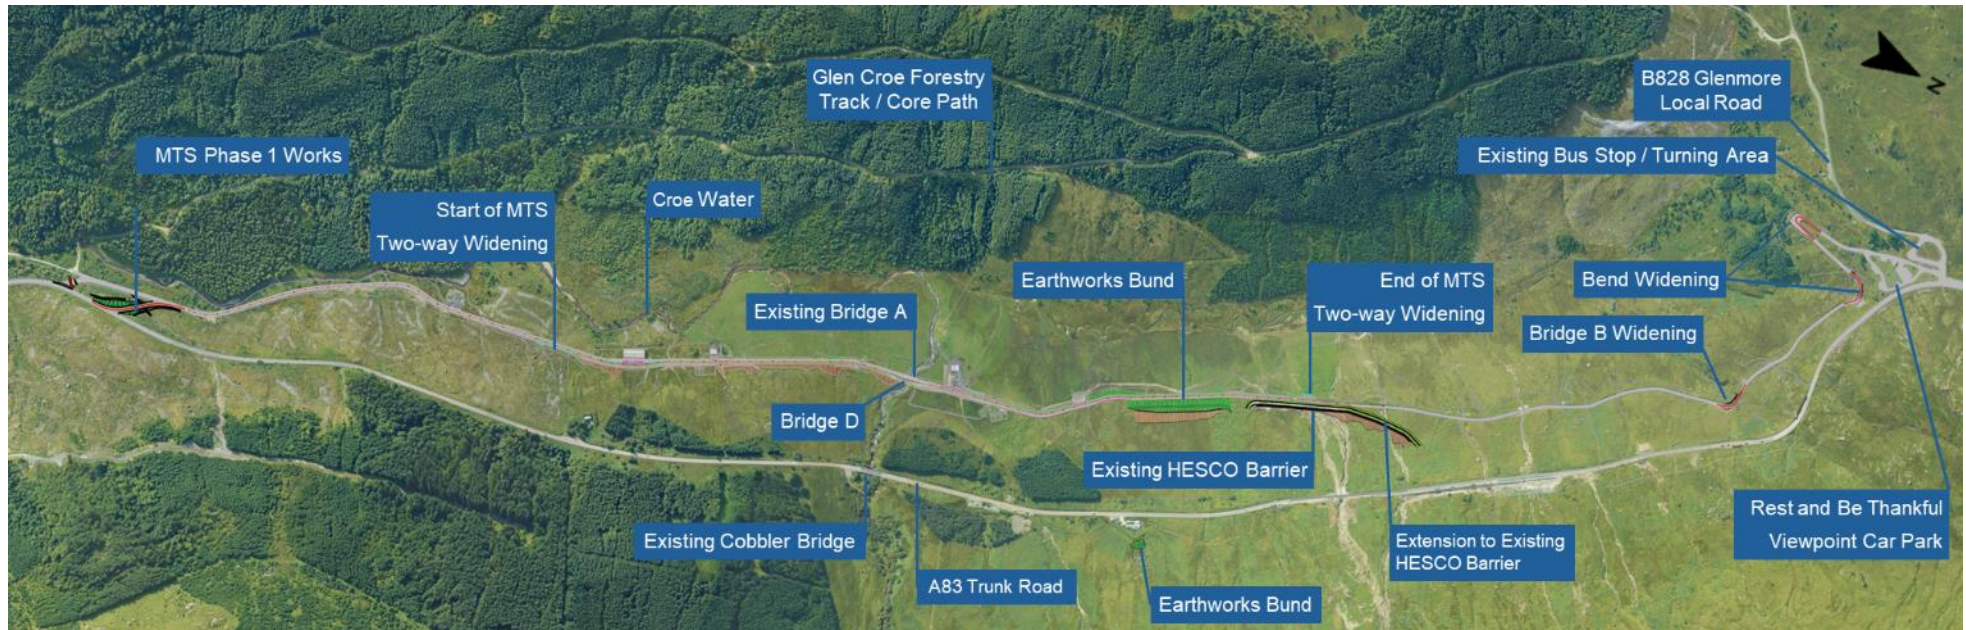 Glen Croe Forestry
Track / Core Path
B828 Glenmore
Local Road
N
MTS Phase 1 Works
Existing Bus Stop / Turning Area
Start of MTS
Two-way Widening
Croe Water
Earthworks Bund
End of MTS
Two-way Widening
Bend Widening
Existing Bridge A
Bridge B Widening
Bridge D
Existing HESCO Barrier
Rest and Be Thankful
Viewpoint Car Park
Existing Cobbler Bridge
Extension to Existing
HESCO Barrier
A83 Trunk Road
Earthworks Bund